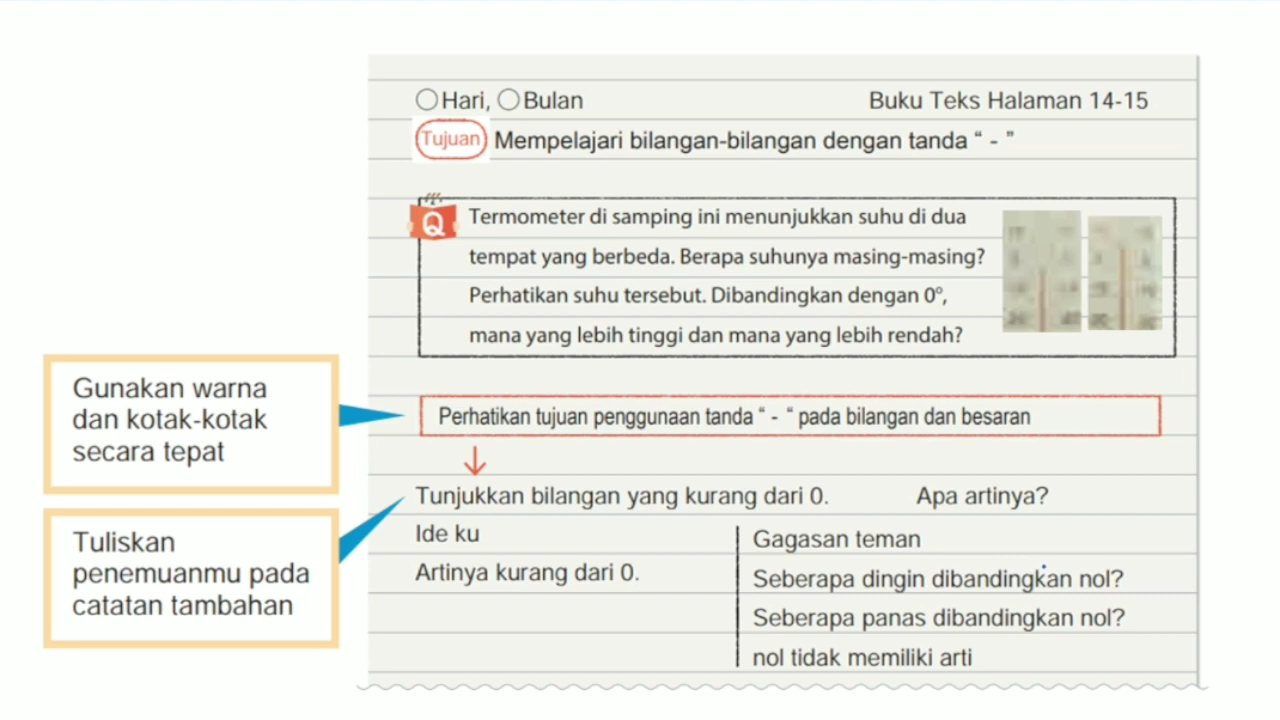 ○Hari, ○Bulan
Buku Teks Halaman 14-15
Tujuan Mempelajari bilangan-bilangan dengan tanda “ - ”
Q
Termometer di samping ini menunjukkan suhu di dua
tempat yang berbeda. Berapa suhunya masing-masing?
Perhatikan suhu tersebut. Dibandingkan dengan 0°,
mana yang lebih tinggi dan mana yang lebih rendah?
Gunakan warna
dan kotak-kotak
secara tepat
Perhatikan tujuan penggunaan tanda “ - “ pada bilangan dan besaran
Tuliskan
penemuanmu pada
catatan tambahan
Tunjukkan bilangan yang kurang dari 0.
Apa artinya?
Ide ku
Artinya kurang dari 0.
Gagasan teman
Seberapa dingin dibandingkan nol?
Seberapa panas dibandingkan nol?
nol tidak memiliki arti